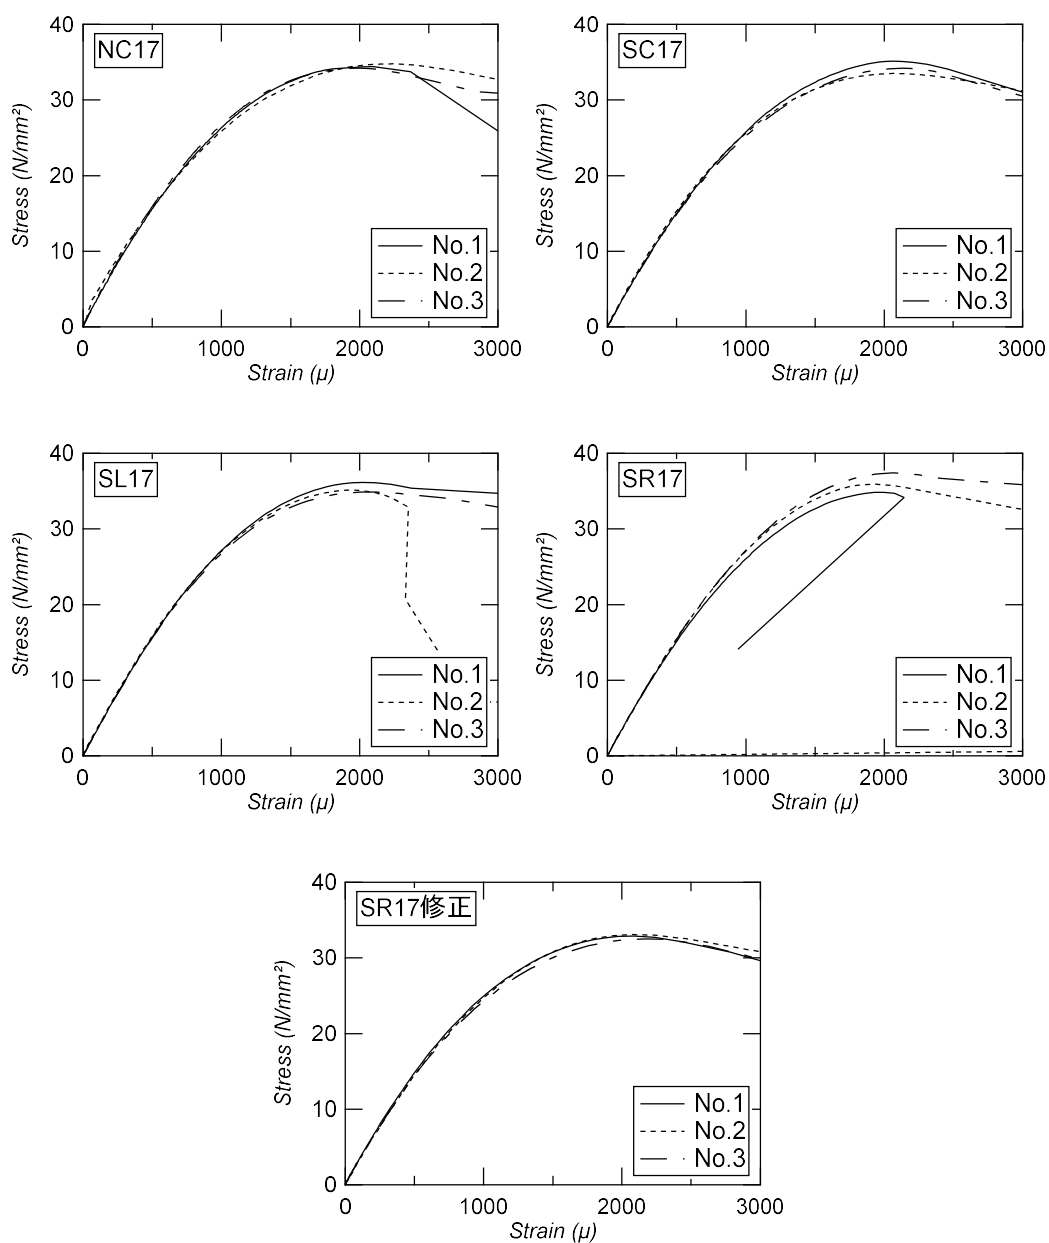 NC17
40
30
20
10
0
Stress (N/mm²)
No.1
No.2
No.3
0 1000 2000 3000
Strain (μ)
SC17
40
30
20
10
0
Stress (N/mm²)
No.1
No.2
No.3
0 1000 2000 3000
Strain (μ)
SL17
40
30
20
10
0
Stress (N/mm²)
No.1
No.2
No.3
0 1000 2000 3000
Strain (μ)
SR17
40
30
20
10
0
Stress (N/mm²)
No.1
No.2
No.3
0 1000 2000 3000
Strain (μ)
SR17修正
40
30
20
10
0
Stress (N/mm²)
No.1
No.2
No.3
0 1000 2000 3000
Strain (μ)